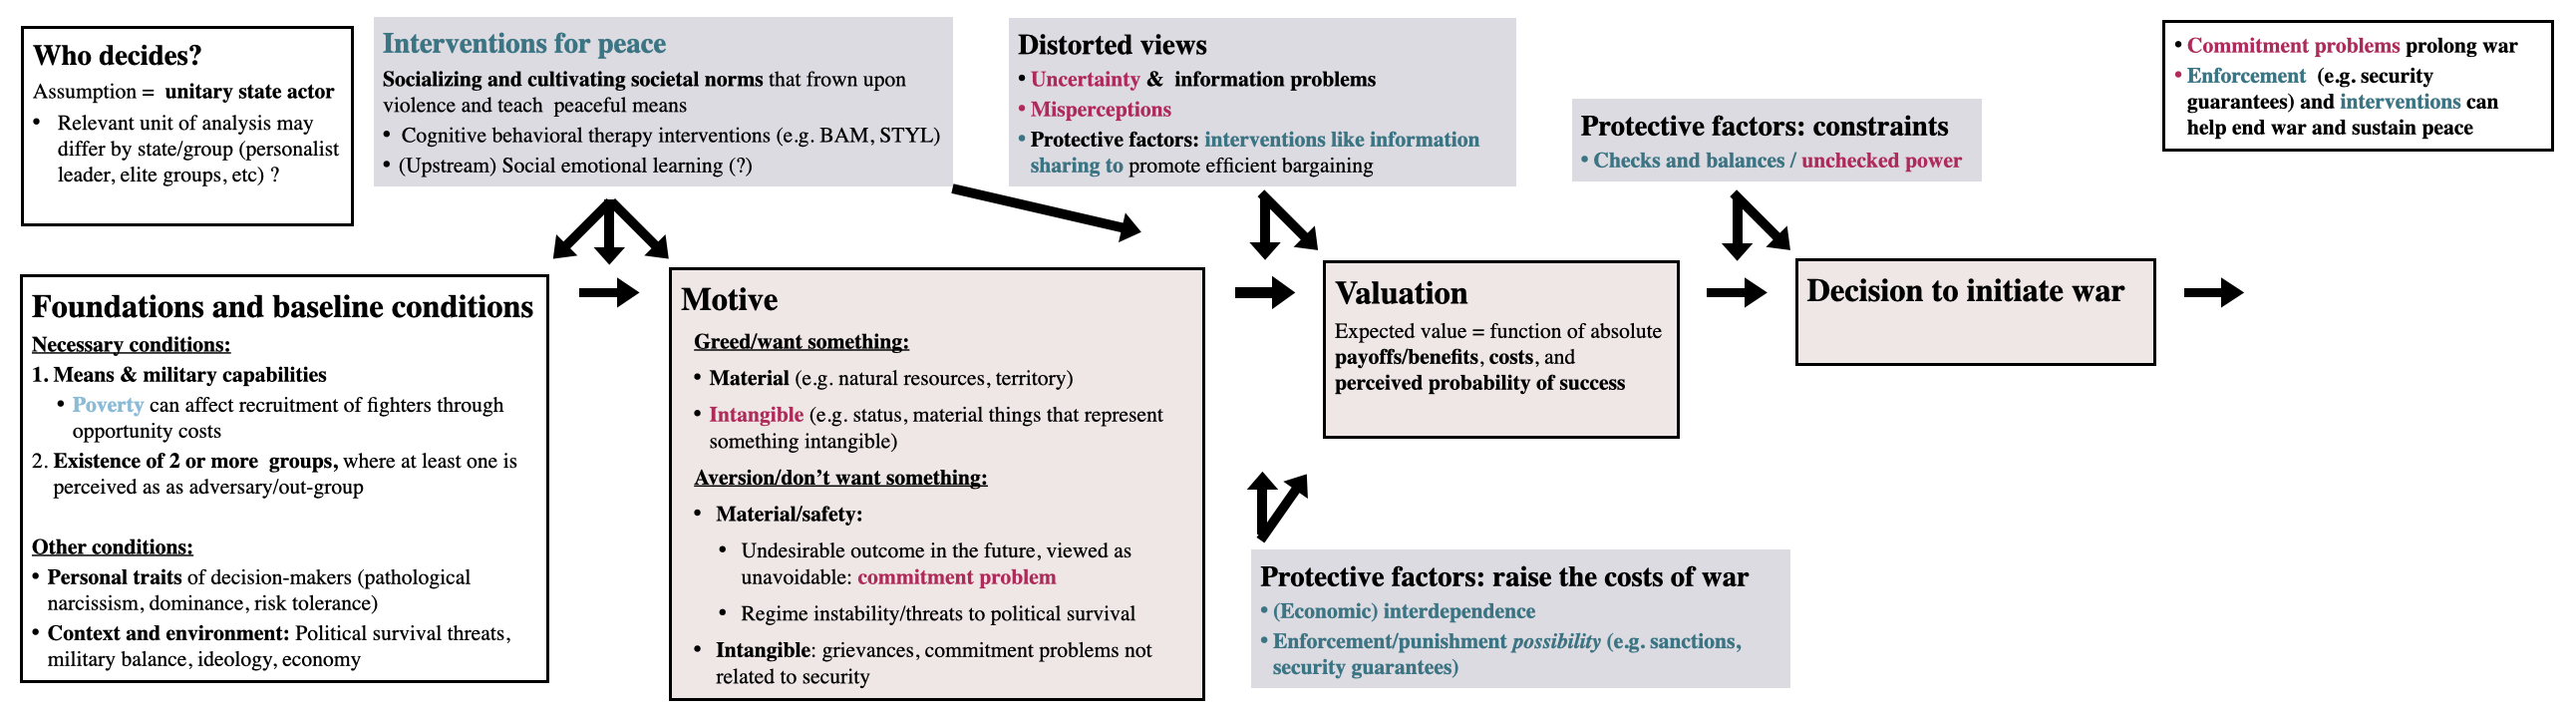 Who decides?
Assumption = unitary state actor
• Relevant unit of analysis may
differ by state/group (personalist
leader, elite groups, etc) ?
Interventions for peace
Socializing and cultivating societal norms that frown upon
violence and teach peaceful means
• Cognitive behavioral therapy interventions (e.g. BAM, STYL)
• (Upstream) Social emotional learning (?)
Distorted views
• Uncertainty & information problems
• Misperceptions
• Protective factors: interventions like information
sharing to promote efficient bargaining
Protective factors: constraints
• Checks and balances / unchecked power
• Commitment problems prolong war
• Enforcement (e.g. security
guarantees) and interventions can
help end war and sustain peace
Foundations and baseline conditions
Necessary conditions:
1. Means & military capabilities
• Poverty can affect recruitment of fighters through
opportunity costs
2. Existence of 2 or more groups, where at least one is
perceived as as adversary/out-group
Other conditions:
• Personal traits of decision-makers (pathological
narcissism, dominance, risk tolerance)
• Context and environment: Political survival threats,
military balance, ideology, economy
Motive
Greed/want something:
• Material (e.g. natural resources, territory)
• Intangible (e.g. status, material things that represent
something intangible)
Aversion/don’t want something:
• Material/safety:
• Undesirable outcome in the future, viewed as
unavoidable: commitment problem
• Regime instability/threats to political survival
• Intangible: grievances, commitment problems not
related to security
Valuation
Expected value = function of absolute
payoffs/benefits, costs, and
perceived probability of success
Decision to initiate war
Protective factors: raise the costs of war
• (Economic) interdependence
• Enforcement/punishment possibility (e.g. sanctions,
security guarantees)